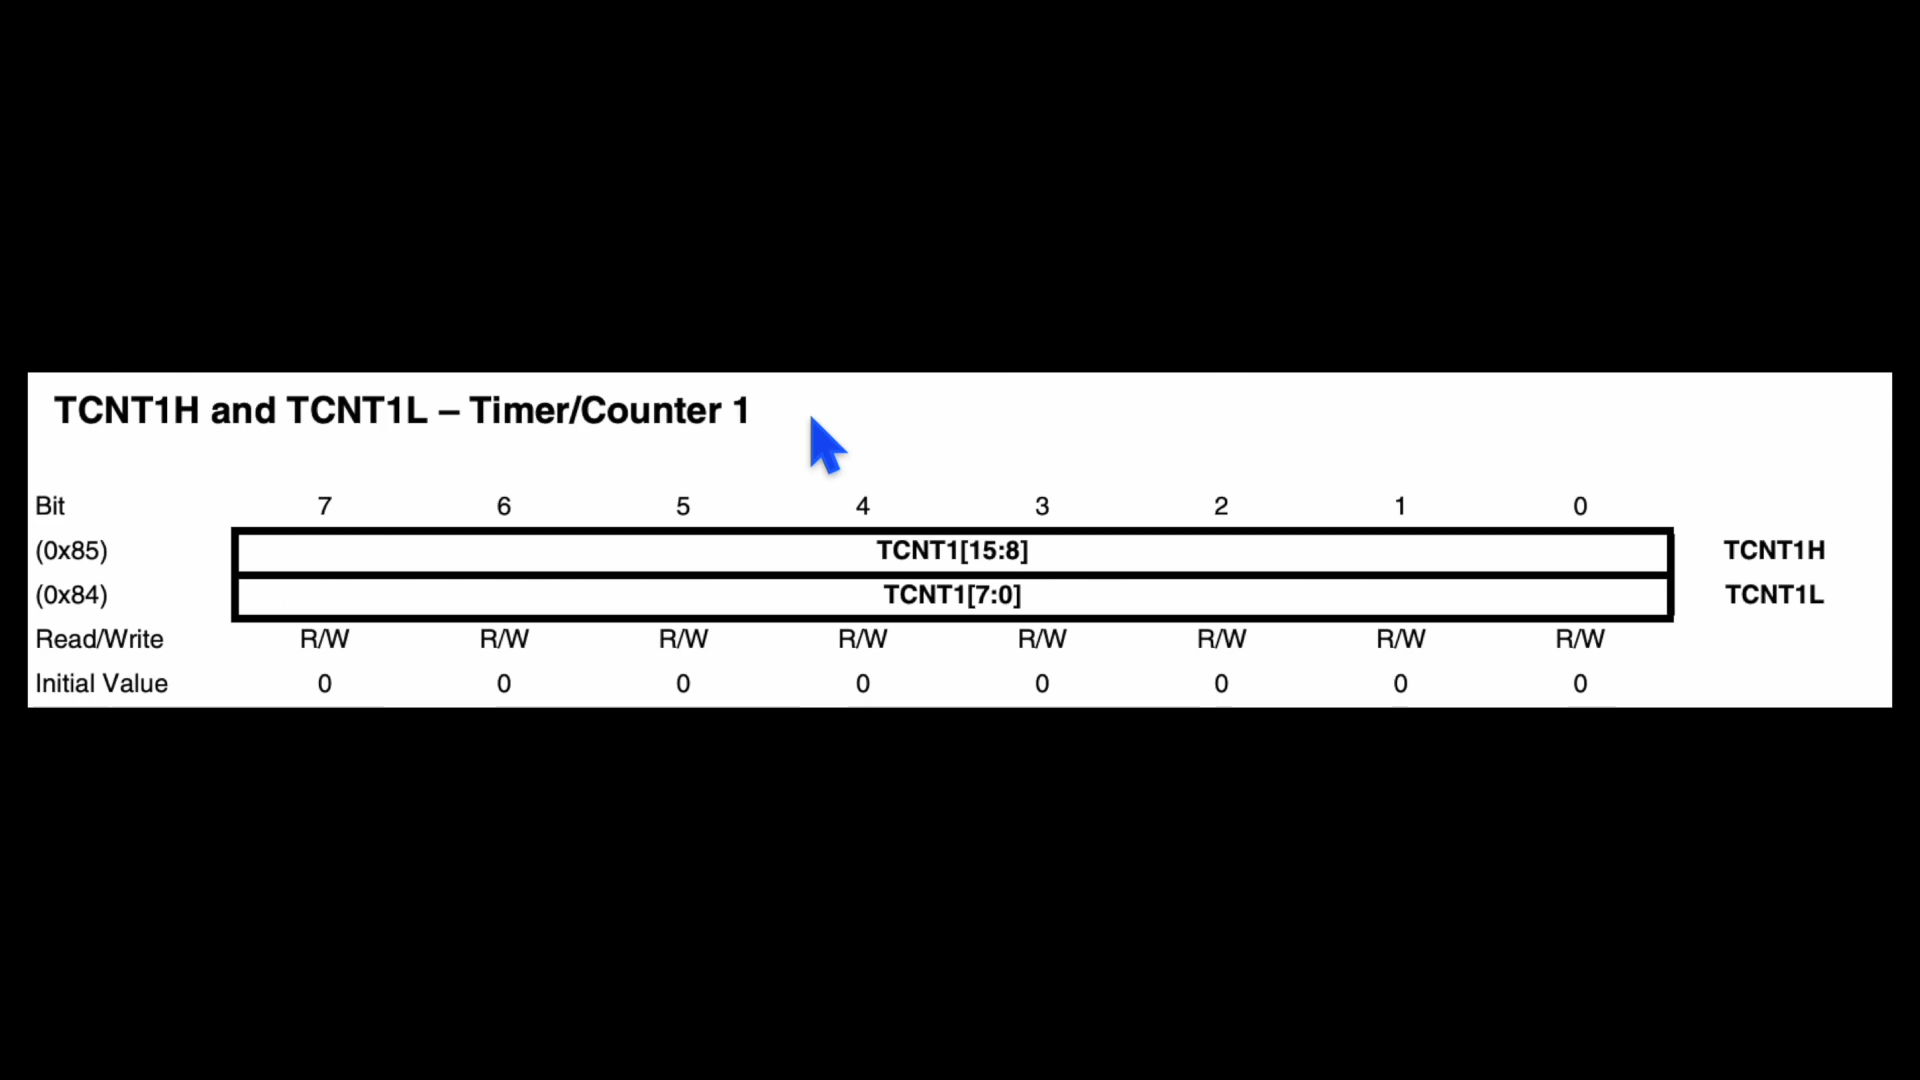 TCNT1H and TCNT1L – Timer/Counter 1
Bit 7 6 5 4 3 2 1 0
(0x85) TCNT1[15:8] TCNT1H
(0x84) TCNT1[7:0] TCNT1L
Read/Write R/W R/W R/W R/W R/W R/W R/W R/W
Initial Value 0 0 0 0 0 0 0 0